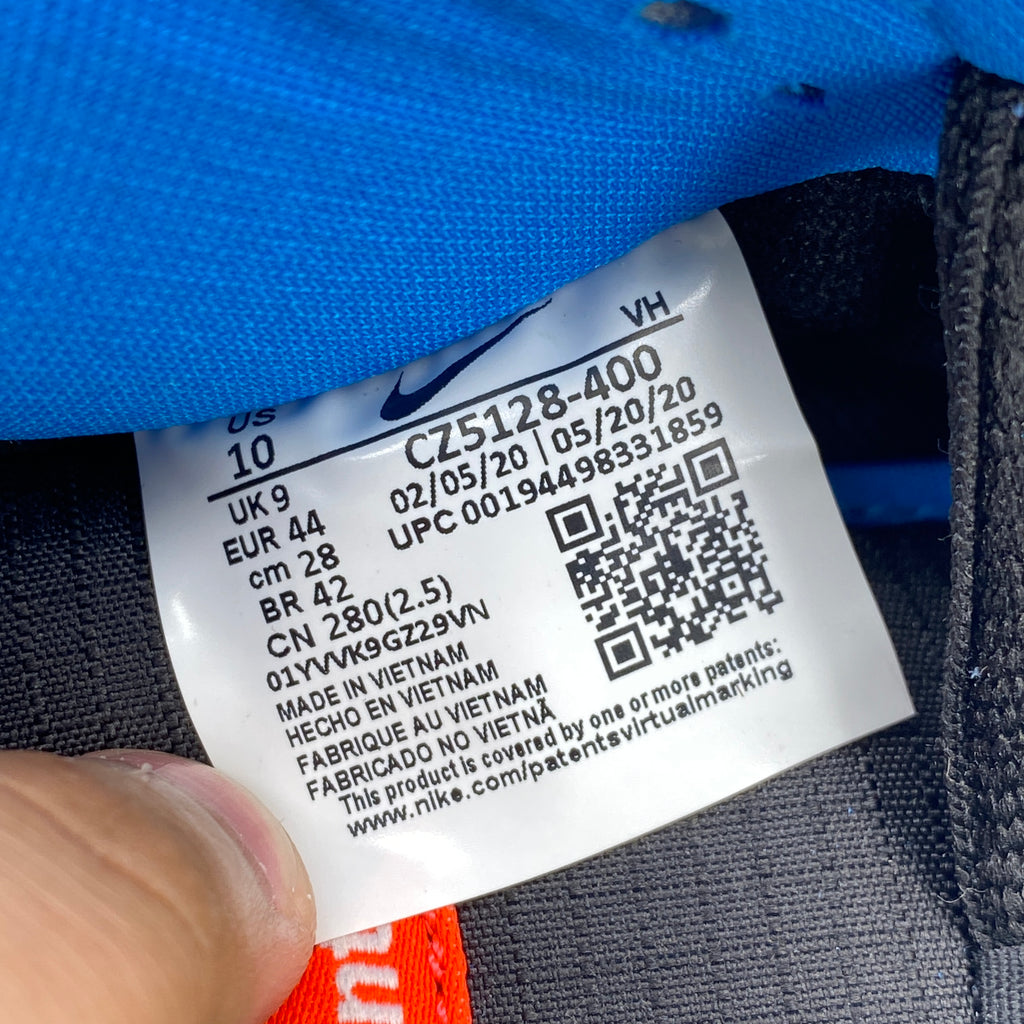 VH
US
10
CZ5128-400
02/05/20 | 05/20/20
UPC 00194498331859
UK 9
EUR 44
cm 28
BR 42
CN 280(2.5)
01YVVK9GZ29VN
MADE IN VIETNAM
HECHO EN VIETNAM
FABRIQUE AU VIETNAM
FABRICADO NO VIETNÃ
This product is covered by one or more patents:
www.nike.com/patentsvirtualmarking